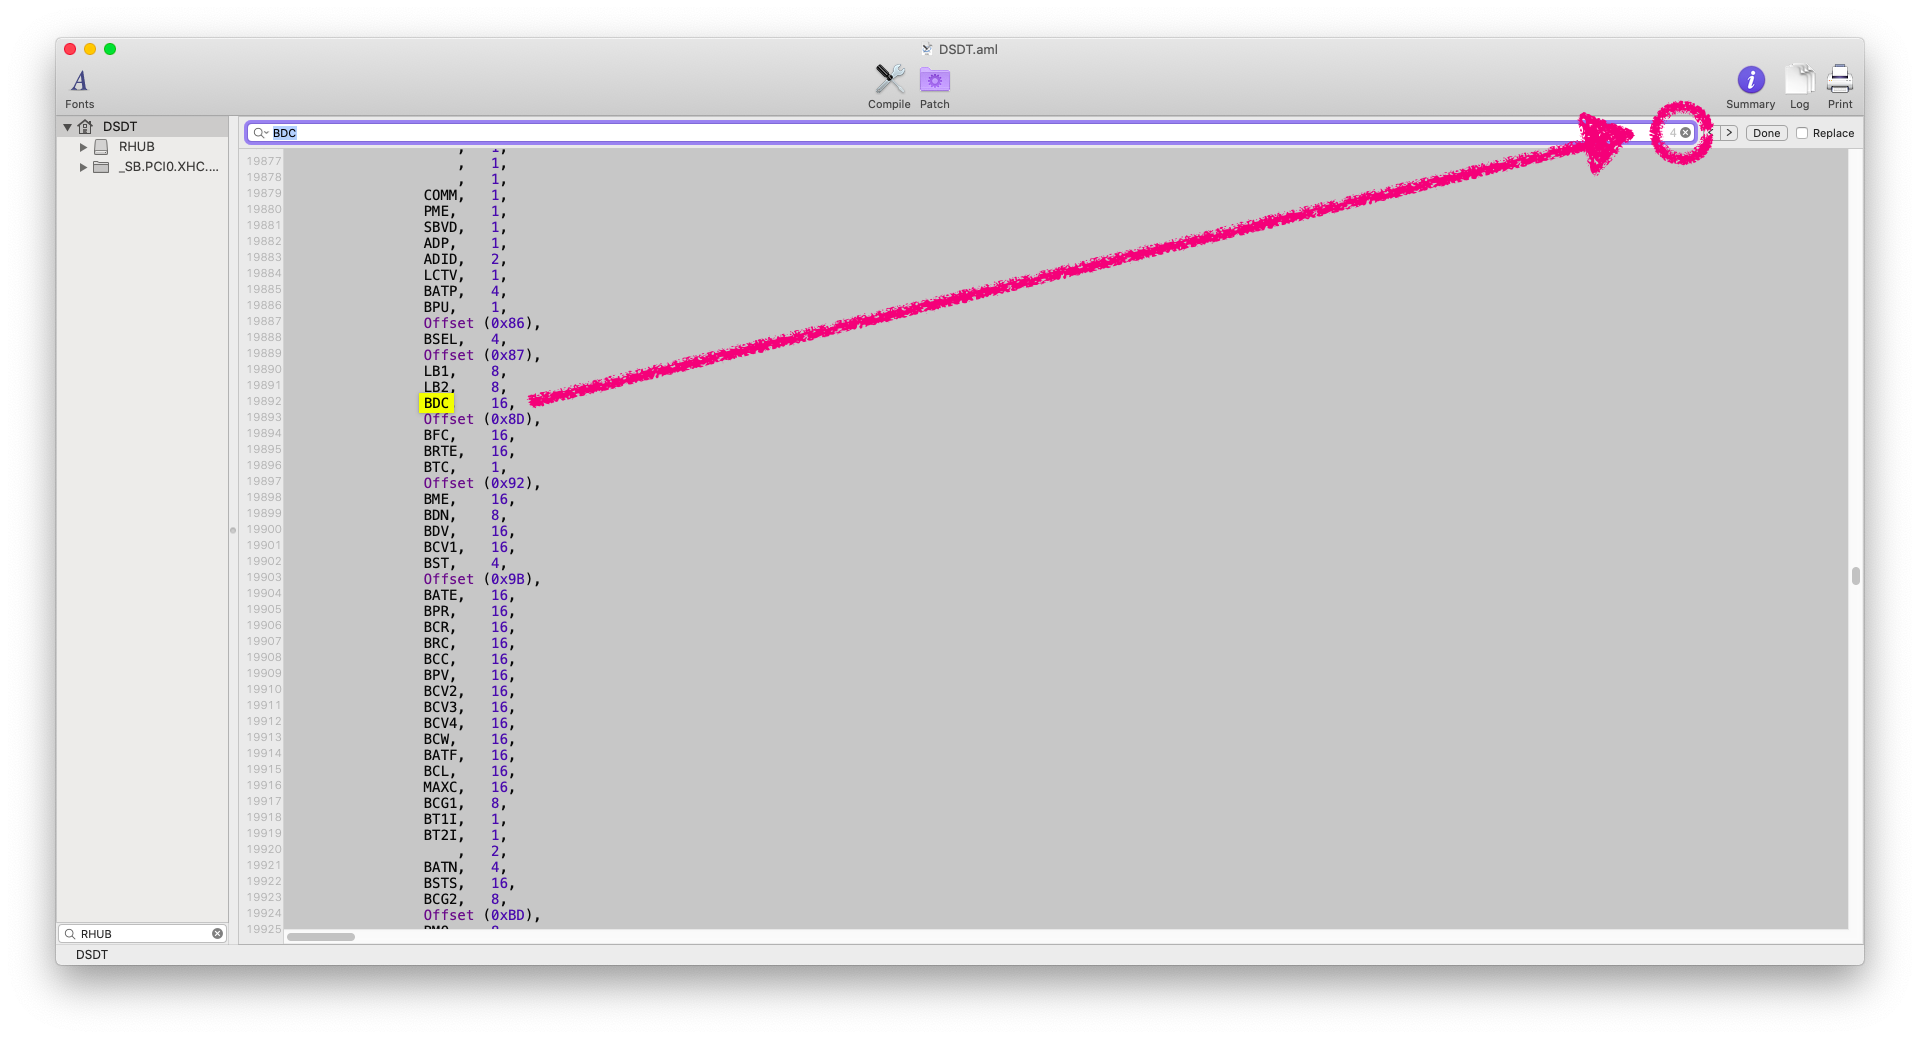 DSDT.aml
Fonts
Compile Patch
Summary Log Print
DSDT
RHUB
_SB.PCI0.XHC....
BDC 4 > Done Replace
19877 , 1,
19878 , 1,
19879 COMM, 1,
19880 PME, 1,
19881 SBVD, 1,
19882 ADP, 1,
19883 ADID, 2,
19884 LCTV, 1,
19885 BATP, 4,
19886 BPU, 1,
19887 Offset (0x86),
19888 BSEL, 4,
19889 Offset (0x87),
19890 LB1, 8,
19891 LB2, 8,
19892 BDC 16,
19893 Offset (0x8D),
19894 BFC, 16,
19895 BRTE, 16,
19896 BTC, 1,
19897 Offset (0x92),
19898 BME, 16,
19899 BDN, 8,
19900 BDV, 16,
19901 BCV1, 16,
19902 BST, 4,
19903 Offset (0x9B),
19904 BATE, 16,
19905 BPR, 16,
19906 BCR, 16,
19907 BRC, 16,
19908 BCC, 16,
19909 BPV, 16,
19910 BCV2, 16,
19911 BCV3, 16,
19912 BCV4, 16,
19913 BCW, 16,
19914 BATF, 16,
19915 BCL, 16,
19916 MAXC, 16,
19917 BCG1, 8,
19918 BT1I, 1,
19919 BT2I, 1,
19920 , 2,
19921 BATN, 4,
19922 BSTS, 16,
19923 BCG2, 8,
19924 Offset (0xBD),
19925
RHUB
DSDT